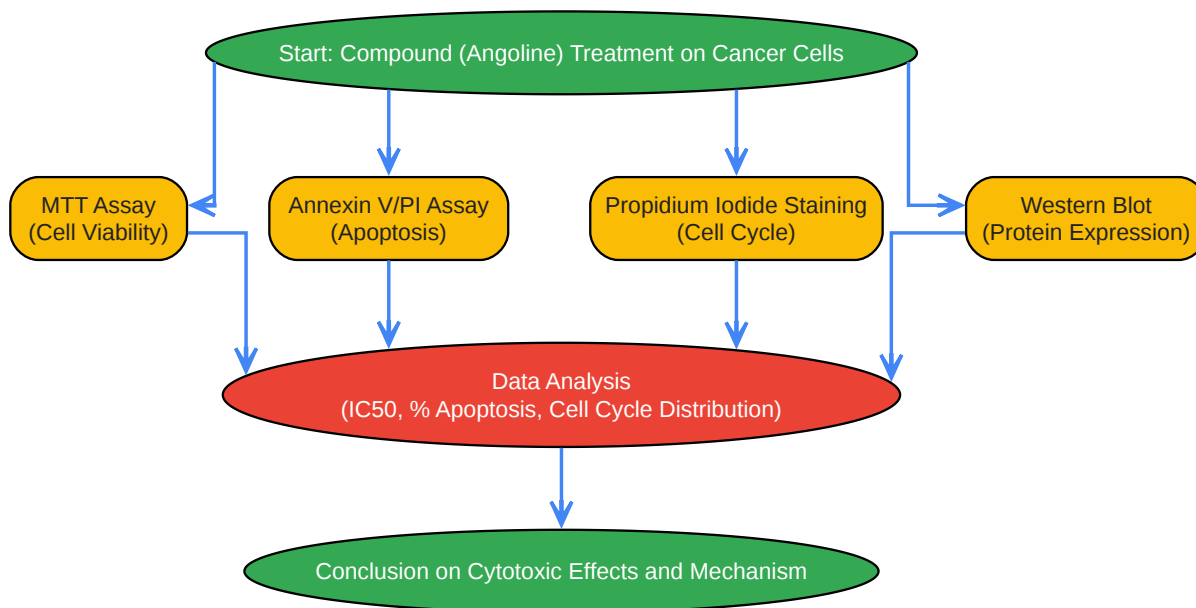 Start: Compound (Angoline) Treatment on Cancer Cells
MTT Assay
(Cell Viability)
Annexin V/PI Assay
(Apoptosis)
Propidium Iodide Staining
(Cell Cycle)
Western Blot
(Protein Expression)
Data Analysis
(IC50, % Apoptosis, Cell Cycle Distribution)
Conclusion on Cytotoxic Effects and Mechanism